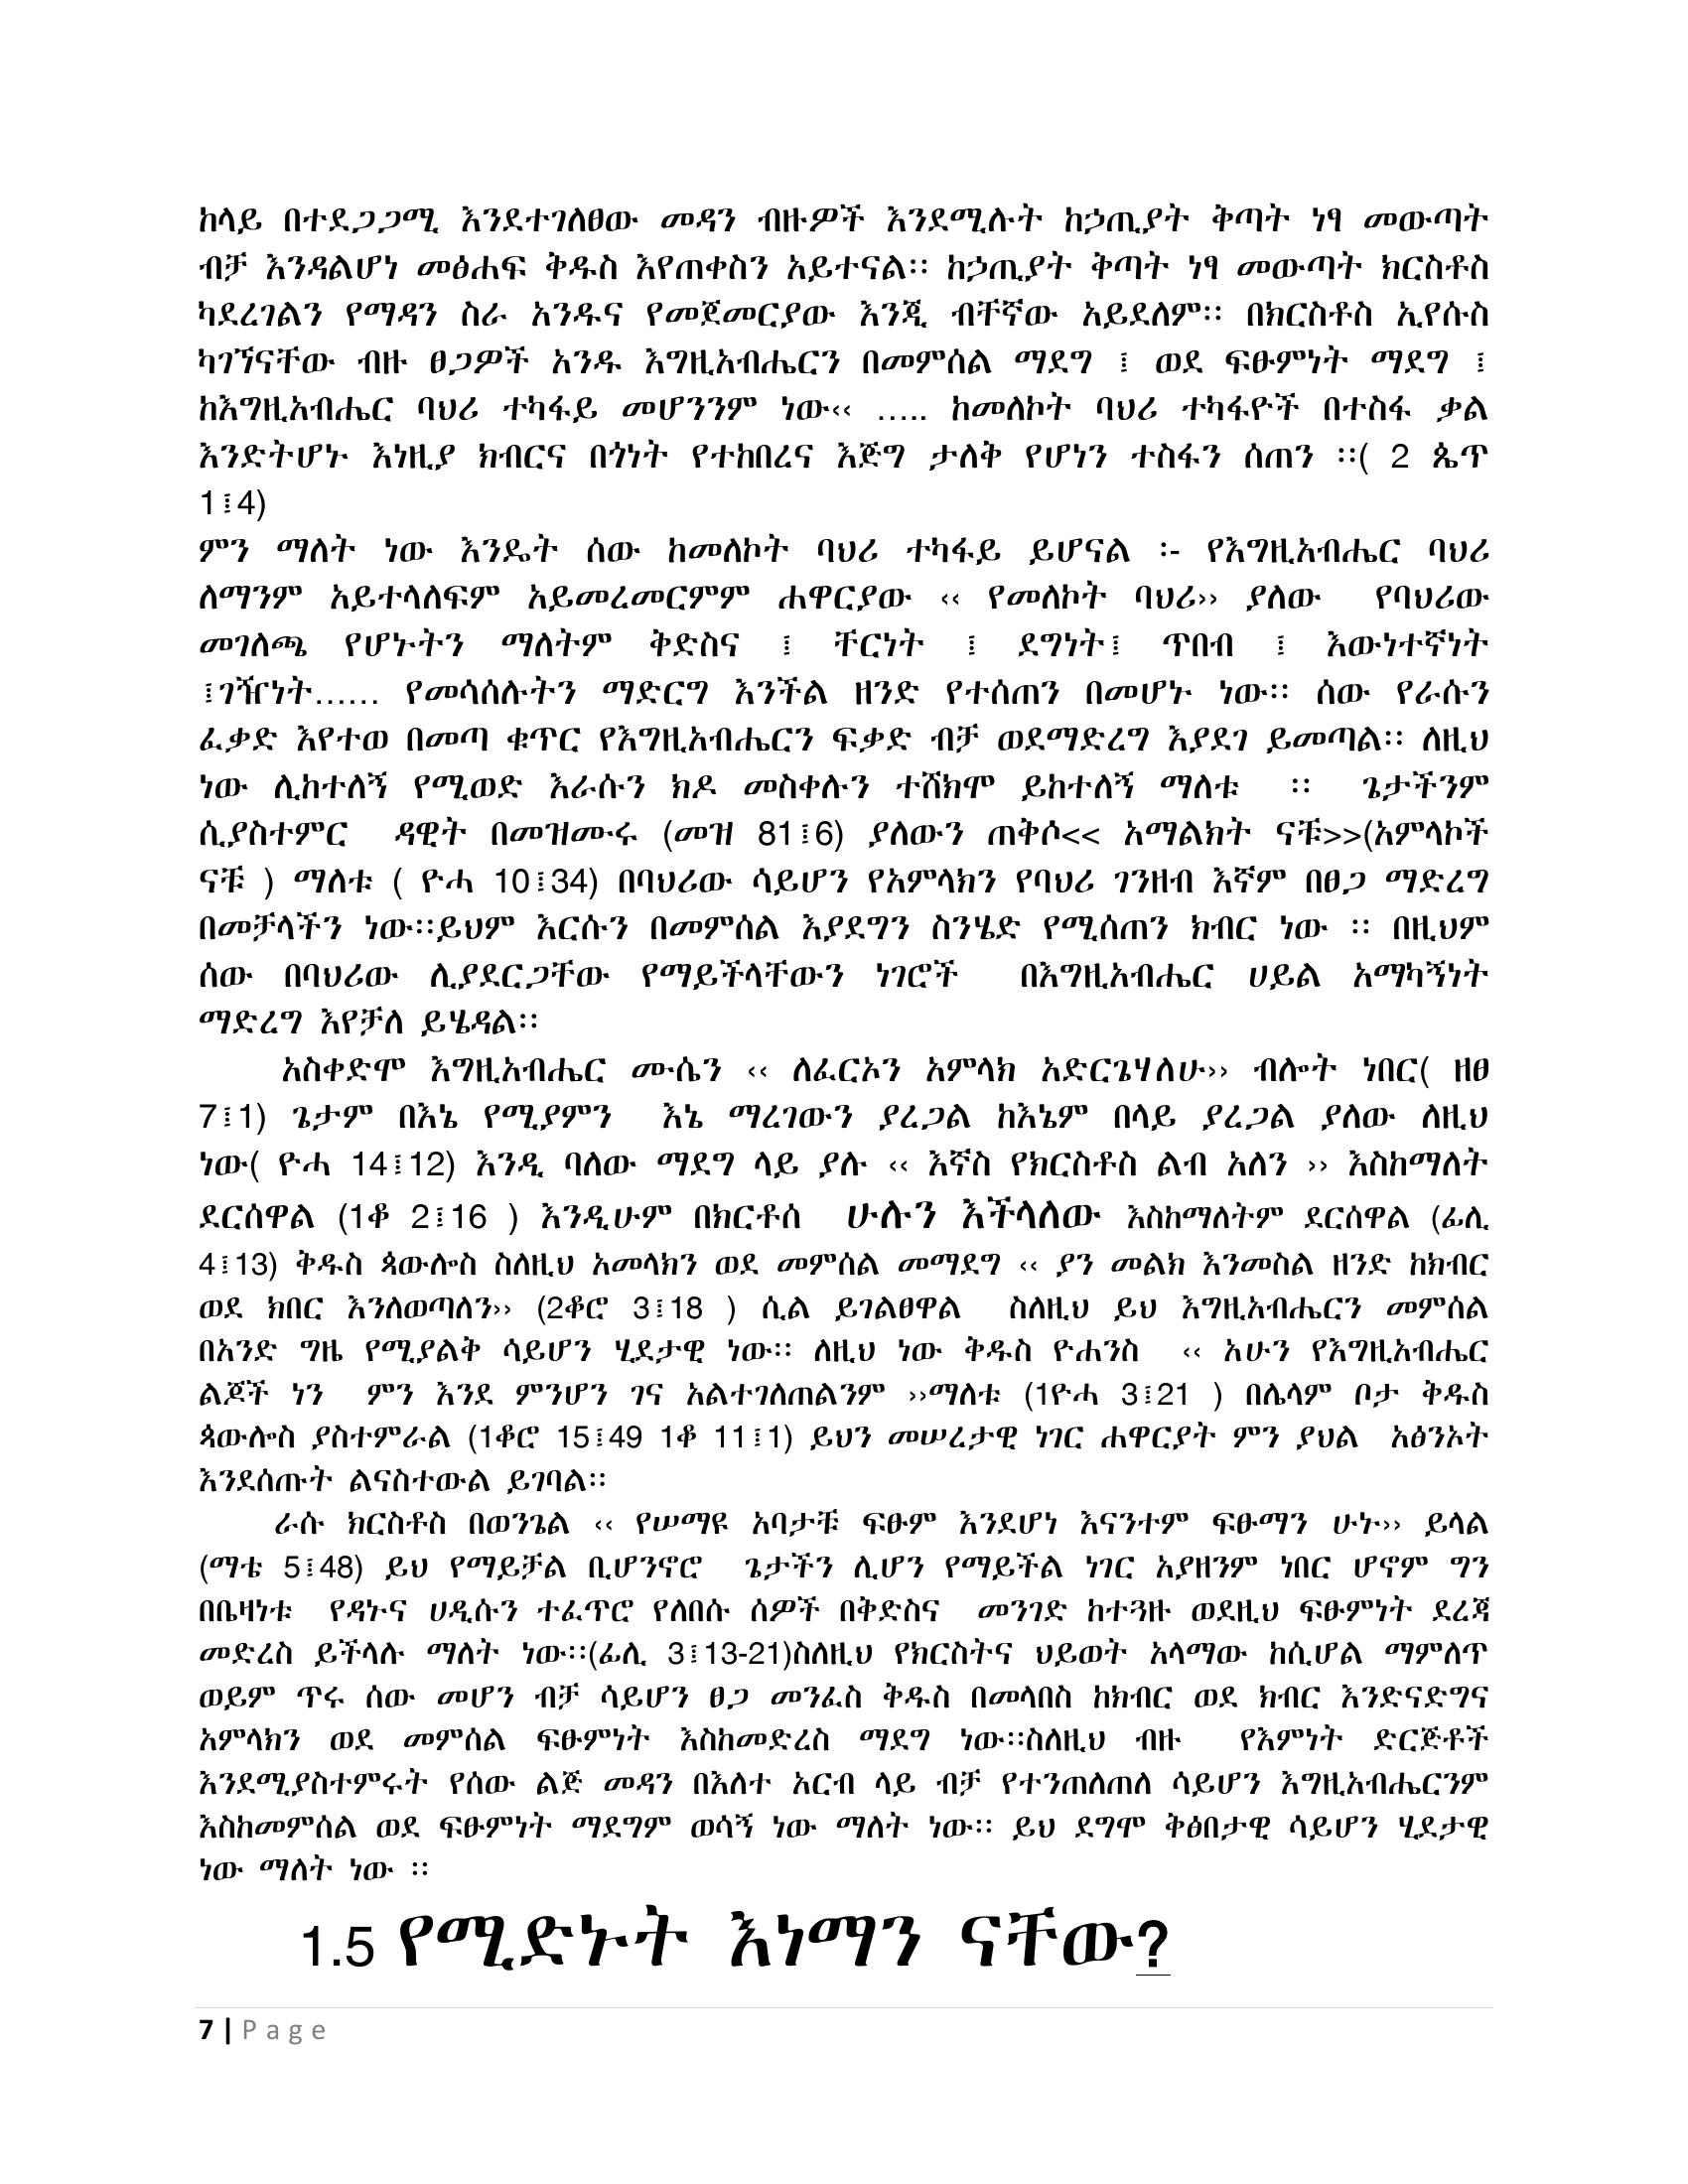 ከላይ በተደጋጋሚ እንደተገለፀው መዳን ብዙዎች እንደሚሉት ከኃጢያት ቅጣት ነፃ መውጣት
ብቻ እንዳልሆነ መፅሐፍ ቅዱስ እየጠቀስን አይተናል፡፡ ከኃጢያት ቅጣት ነፃ መውጣት ክርስቶስ
ካደረገልን የማዳን ስራ አንዱና የመጀመርያው እንጂ ብቸኛው አይደለም፡፡ በክርስቶስ ኢየሱስ
ካገኘናቸው ብዙ ፀጋዎች አንዱ እግዚአብሔርን በመምሰል ማደግ ፤ ወደ ፍፁምነት ማደግ ፤
ከእግዚአብሔር ባህሪ ተካፋይ መሆንንም ነው‹‹ ….. ከመለኮት ባህሪ ተካፋዮች በተስፋ ቃል
እንድትሆኑ እነዚያ ክብርና በጎነት የተከበረና እጅግ ታለቅ የሆነን ተስፋን ሰጠን ፡፡( 2 ጴጥ
1፤4)
ምን ማለት ነው እንዴት ሰው ከመለኮት ባህሪ ተካፋይ ይሆናል ፡- የእግዚአብሔር ባህሪ
ለማንም አይተላለፍም አይመረመርምም ሐዋርያው ‹‹ የመለኮት ባህሪ›› ያለው የባህሪው
መገለጫ የሆኑትን ማለትም ቅድስና ፤ ቸርነት ፤ ደግነት፤ ጥበብ ፤ እውነተኛነት
፤ገዥነት…… የመሳሰሉትን ማድርግ እንችል ዘንድ የተሰጠን በመሆኑ ነው፡፡ ሰው የራሱን
ፈቃድ እየተወ በመጣ ቁጥር የእግዚአብሔርን ፍቃድ ብቻ ወደማድረግ እያደገ ይመጣል፡፡ ለዚህ
ነው ሊከተለኝ የሚወድ እራሱን ክዶ መስቀሉን ተሸክሞ ይከተለኝ ማለቱ ፡፡ ጌታችንም
ሲያስተምር ዳዊት በመዝሙሩ (መዝ 81፤6) ያለውን ጠቅሶ<< አማልክት ናቹ>>(አምላኮች
ናቹ ) ማለቱ ( ዮሓ 10፤34) በባህሪው ሳይሆን የአምላክን የባህሪ ገንዘብ እኛም በፀጋ ማድረግ
በመቻላችን ነው፡፡ይህም እርሱን በመምሰል እያደግን ስንሄድ የሚሰጠን ክብር ነው ፡፡ በዚህም
ሰው በባህሪው ሊያደርጋቸው የማይችላቸውን ነገሮች በእግዚአብሔር ሀይል አማካኝነት
ማድረግ እየቻለ ይሄዳል፡፡
አስቀድሞ እግዚአብሔር ሙሴን ‹‹ ለፈርኦን አምላክ አድርጌሃለሁ›› ብሎት ነበር( ዘፀ
7፤1) ጌታም በእኔ የሚያምን እኔ ማረገውን ያረጋል ከእኔም በላይ ያረጋል ያለው ለዚህ
ነው( ዮሓ 14፤12) እንዲ ባለው ማደግ ላይ ያሉ ‹‹ እኛስ የክርስቶስ ልብ አለን ›› እስከማለት
ደርሰዋል (1ቆ 2፤16 ) እንዲሁም በክርቶሰ ሁሉን እችላለው እስከማለትም ደርሰዋል (ፊሊ
4፤13) ቅዱስ ጳውሎስ ስለዚህ አመላክን ወደ መምሰል መማደግ ‹‹ ያን መልክ እንመስል ዘንድ ከክብር
ወደ ክበር እንለወጣለን›› (2ቆሮ 3፤18 ) ሲል ይገልፀዋል ስለዚህ ይህ እግዚአብሔርን መምሰል
በአንድ ግዜ የሚያልቅ ሳይሆን ሂደታዊ ነው፡፡ ለዚህ ነው ቅዱስ ዮሐንስ ‹‹ አሁን የእግዚአብሔር
ልጆች ነን ምን እንደ ምንሆን ገና አልተገለጠልንም ››ማለቱ (1ዮሓ 3፤21 ) በሌላም ቦታ ቅዱስ
ጳውሎስ ያስተምራል (1ቆሮ 15፤49 1ቆ 11፤1) ይህን መሠረታዊ ነገር ሐዋርያት ምን ያህል አፅንኦት
እንደሰጡት ልናስተውል ይገባል፡፡
ራሱ ክርስቶስ በወንጌል ‹‹ የሠማዩ አባታቹ ፍፁም እንደሆነ እናንተም ፍፁማን ሁኑ›› ይላል
(ማቴ 5፤48) ይህ የማይቻል ቢሆንኖሮ ጌታችን ሊሆን የማይችል ነገር አያዘንም ነበር ሆኖም ግን
በቤዛነቱ የዳኑና ሀዲሱን ተፈጥሮ የለበሱ ሰዎች በቅድስና መንገድ ከተጓዙ ወደዚህ ፍፁምነት ደረጃ
መድረስ ይችላሉ ማለት ነው፡፡(ፊሊ 3፤13-21)ስለዚህ የክርስትና ህይወት አላማው ከሲሆል ማምለጥ
ወይም ጥሩ ሰው መሆን ብቻ ሳይሆን ፀጋ መንፈስ ቅዱስ በመላበስ ከክብር ወደ ክብር እንድናድግና
አምላክን ወደ መምሰል ፍፁምነት እስከመድረስ ማደግ ነው፡፡ስለዚህ ብዙ የእምነት ድርጅቶች
እንደሚያስተምሩት የሰው ልጅ መዳን በእለተ አርብ ላይ ብቻ የተንጠለጠለ ሳይሆን እግዚአብሔርንም
እስከመምሰል ወደ ፍፁምነት ማደግም ወሳኝ ነው ማለት ነው፡፡ ይህ ደግሞ ቅፅበታዊ ሳይሆን ሂደታዊ
ነው ማለት ነው ፡፡
1.5 የሚድኑት እነማን ናቸው?
7 | Page